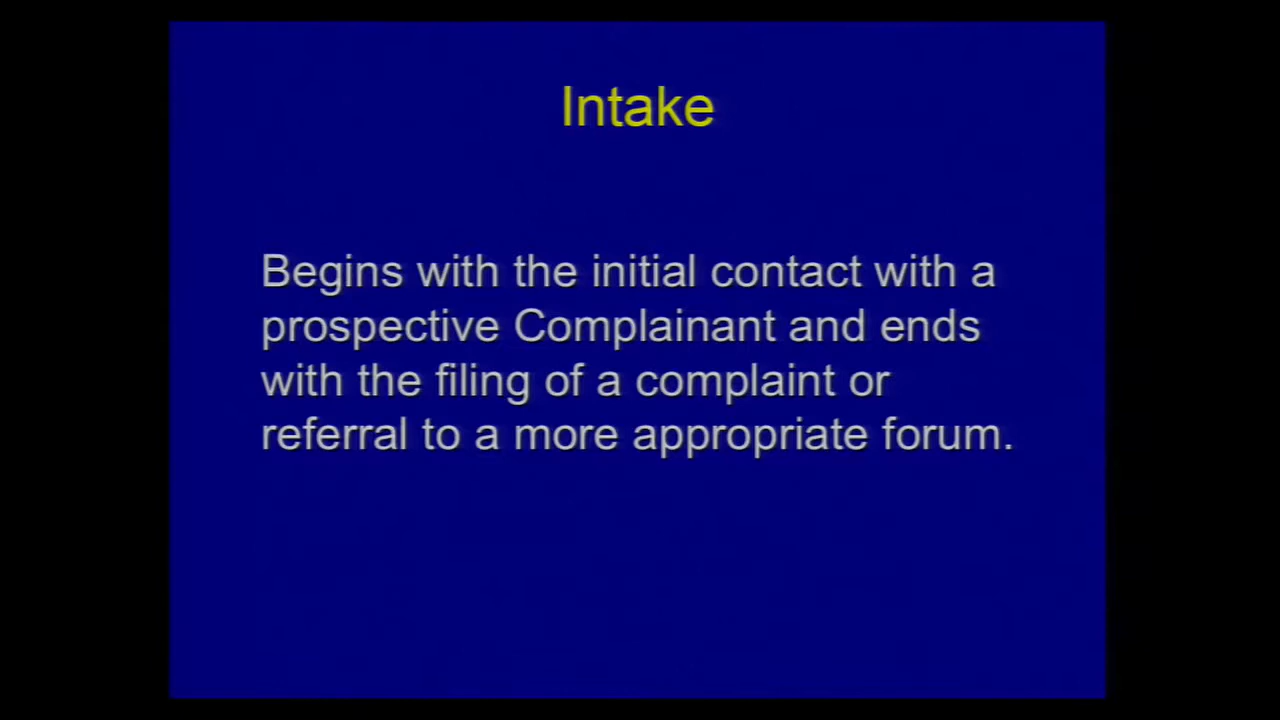 Intake
Begins with the initial contact with a
prospective Complainant and ends
with the filing of a complaint or
referral to a more appropriate forum.